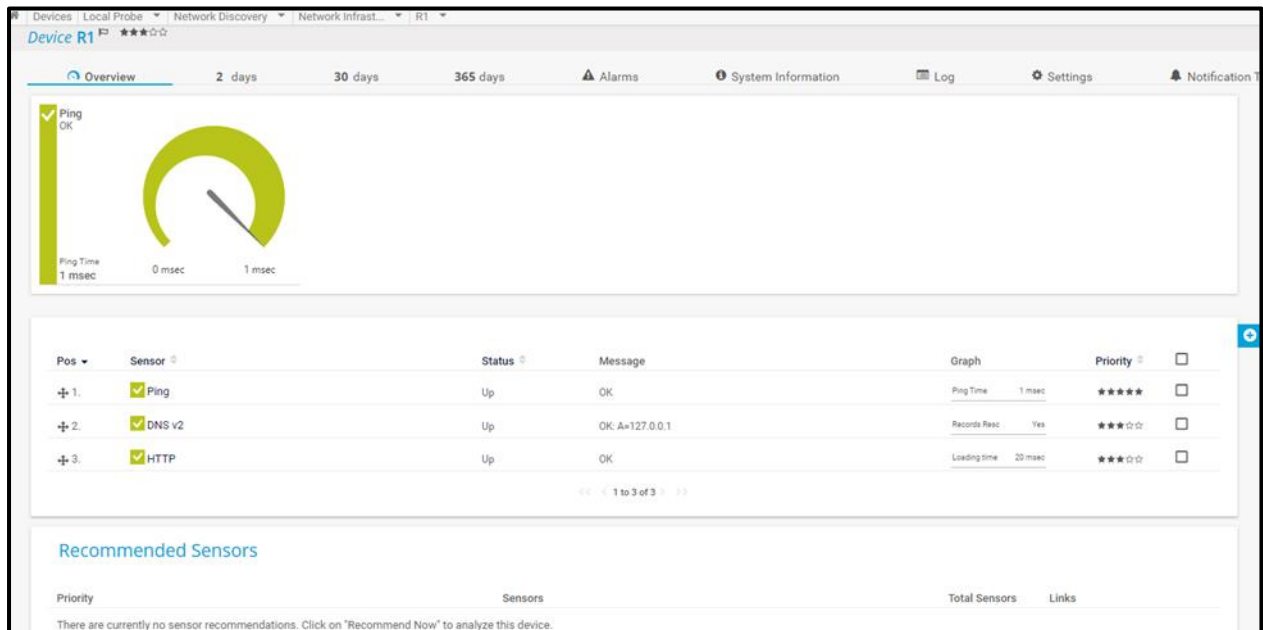 Devices Local Probe Network Discovery Network Infrast... R1
Device R1
Overview 2 days 30 days 365 days Alarms System Information Log Settings Notification T
Ping
OK
Ping Time
1 msec
0 msec 1 msec
Pos Sensor Status Message Graph Priority
1. Ping Up OK Ping Time 1 msec
2. DNS v2 Up OK: A=127.0.0.1 Records Reso Yes
3. HTTP Up OK Loading time 20 msec
<< < 1 to 3 of 3 > >>
Recommended Sensors
Priority Sensors Total Sensors Links
There are currently no sensor recommendations. Click on "Recommend Now" to analyze this device.